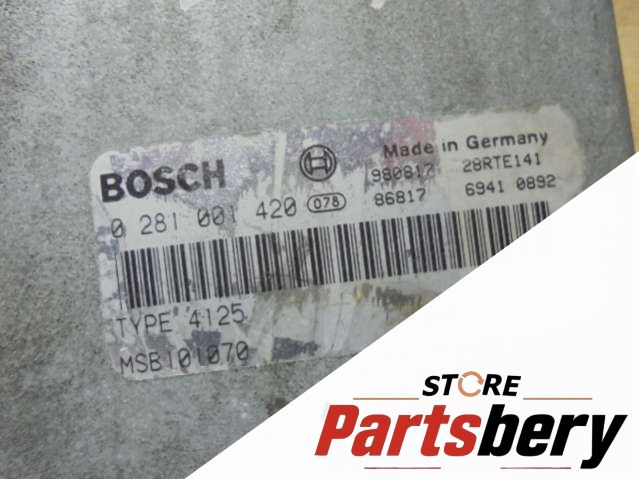 BOSCH
Made in Germany
980817 28RTE141
0 281 001 420 078 86817 6941 0892
TYPE 4125
MSB101070
STORE
Partsbery